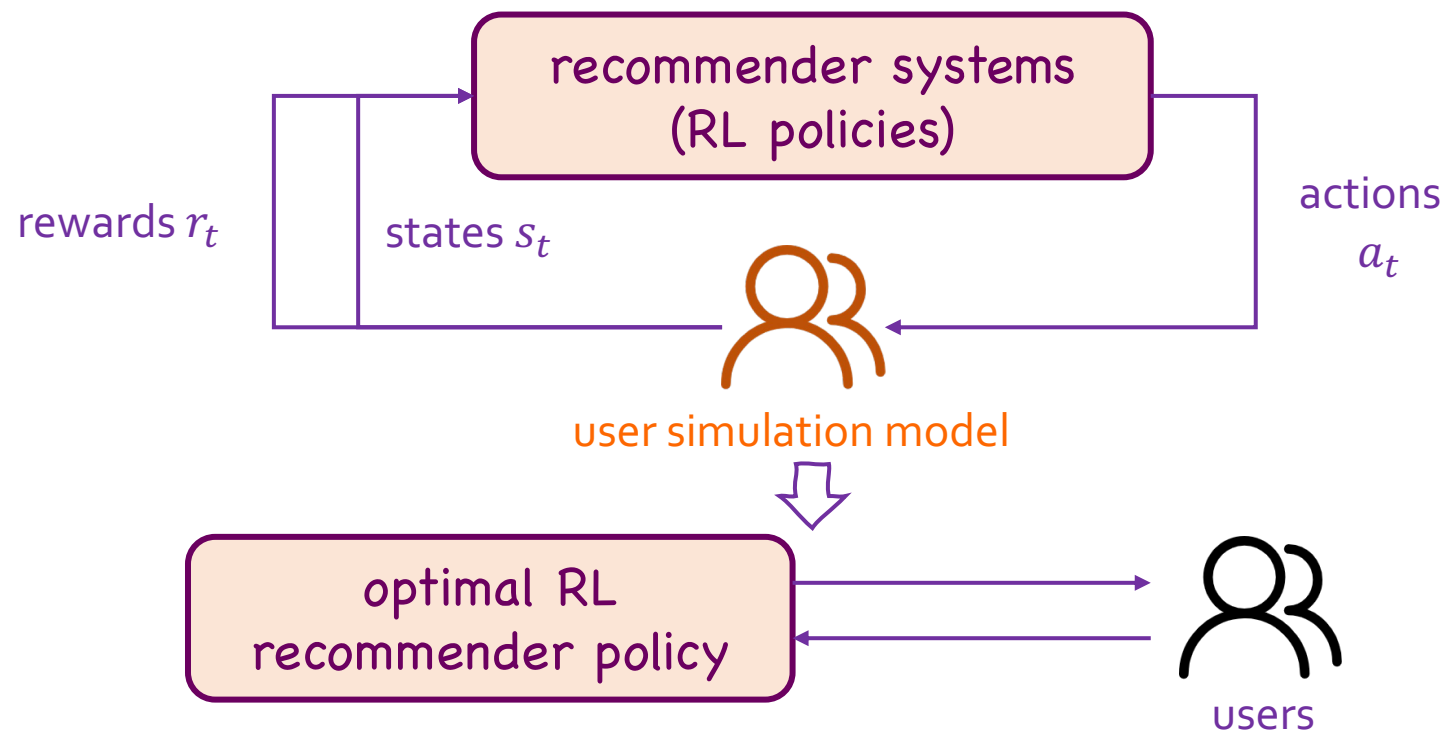 recommender systems
(RL policies)
rewards r_t
states s_t
actions
a_t
user simulation model
optimal RL
recommender policy
users